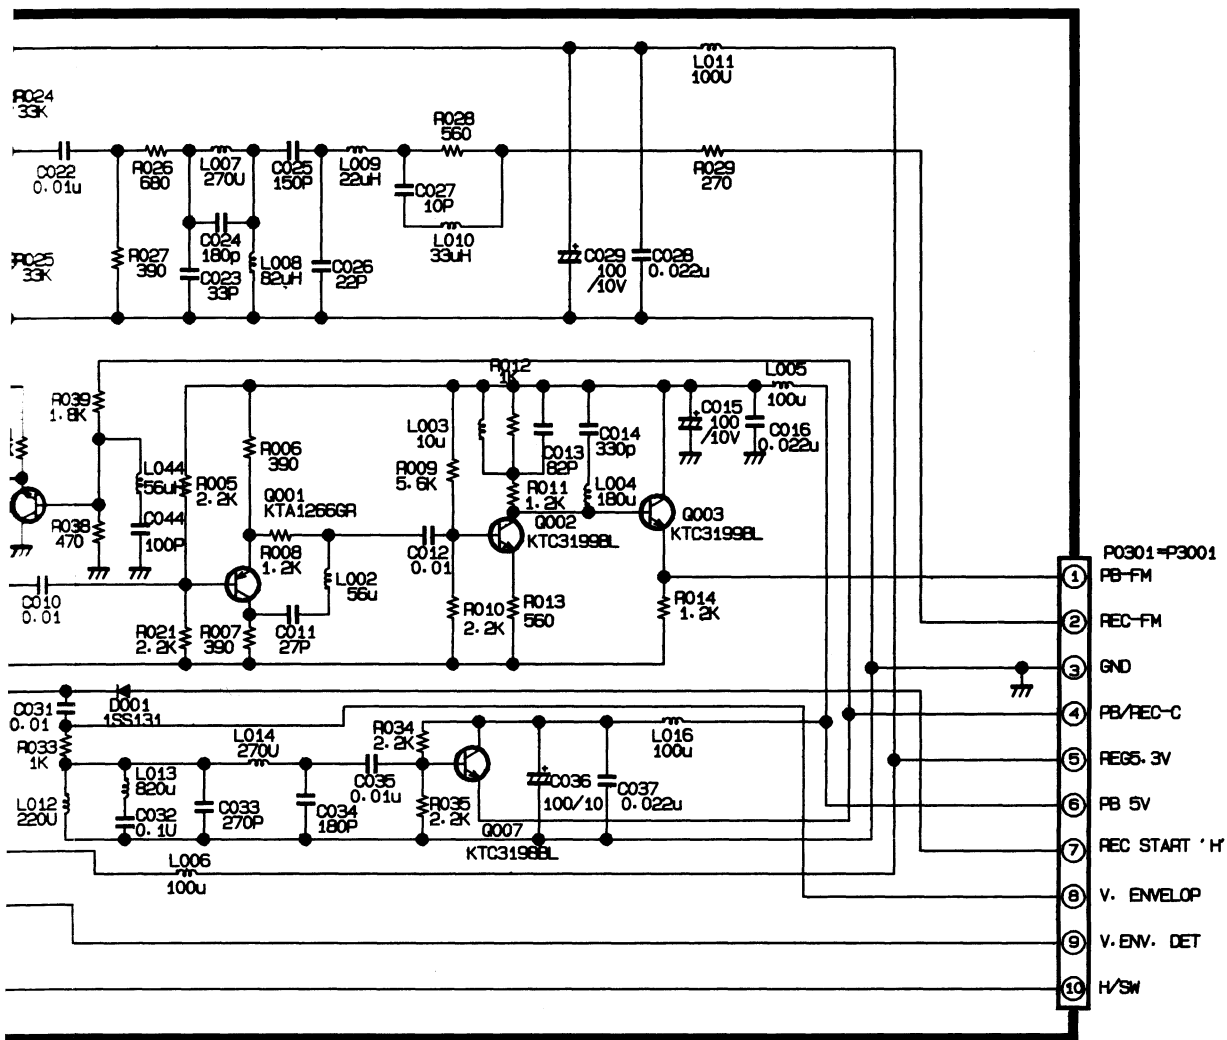 L011
100U
R024
33K
R028
560
C022
0.01u
R026
680
L007
270U
C025
150P
L009
22uH
R029
270
C027
10P
L010
33uH
R025
33K
R027
390
C024
180p
C023
33P
L008
82uH
C026
22P
C029
100
/10V
C028
0.022u
R012
1K
L005
100u
R039
1.8K
R006
390
L003
10u
C013
82P
C014
330p
C015
100
/10V
C016
0.022u
L044
56uH
R005
2.2K
Q001
KTA1266GR
R009
5.6K
R011
1.2K
L004
180u
R038
470
C044
100P
R008
1.2K
C012
0.01
Q002
KTC3199BL
Q003
KTC3199BL
L002
56u
C010
0.01
R021
2.2K
R007
390
C011
27P
R010
2.2K
R013
560
R014
1.2K
P0301=P3001
1 PB-FM
2 REC-FM
3 GND
4 PB/REC-C
5 REG5.3V
6 PB 5V
7 REC START 'H'
8 V. ENVELOP
9 V.ENV. DET
10 H/SW
C031
0.01
D001
1SS131
R033
1K
L014
270U
R034
2.2K
L016
100u
L013
820u
C035
0.01u
L012
220U
C032
0.1U
C033
270P
C034
180P
R035
2.2K
C036
100/10
C037
0.022u
Q007
KTC3198BL
L006
100u